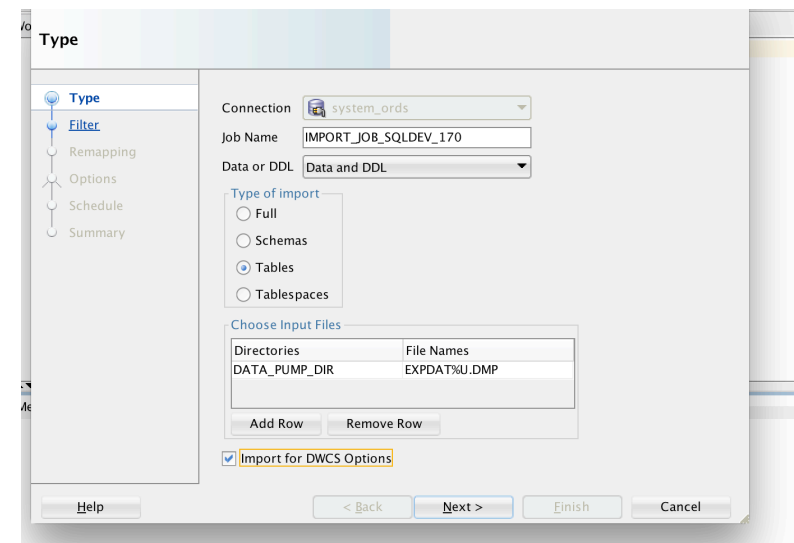 Type
Type
Filter
Remapping
Options
Schedule
Summary
Connection system_ords
Job Name IMPORT_JOB_SQLDEV_170
Data or DDL Data and DDL
Type of import
Full
Schemas
Tables
Tablespaces
Choose Input Files
Directories File Names
DATA_PUMP_DIR EXPDAT%U.DMP
Add Row Remove Row
Import for DWCS Options
Help < Back Next > Finish Cancel